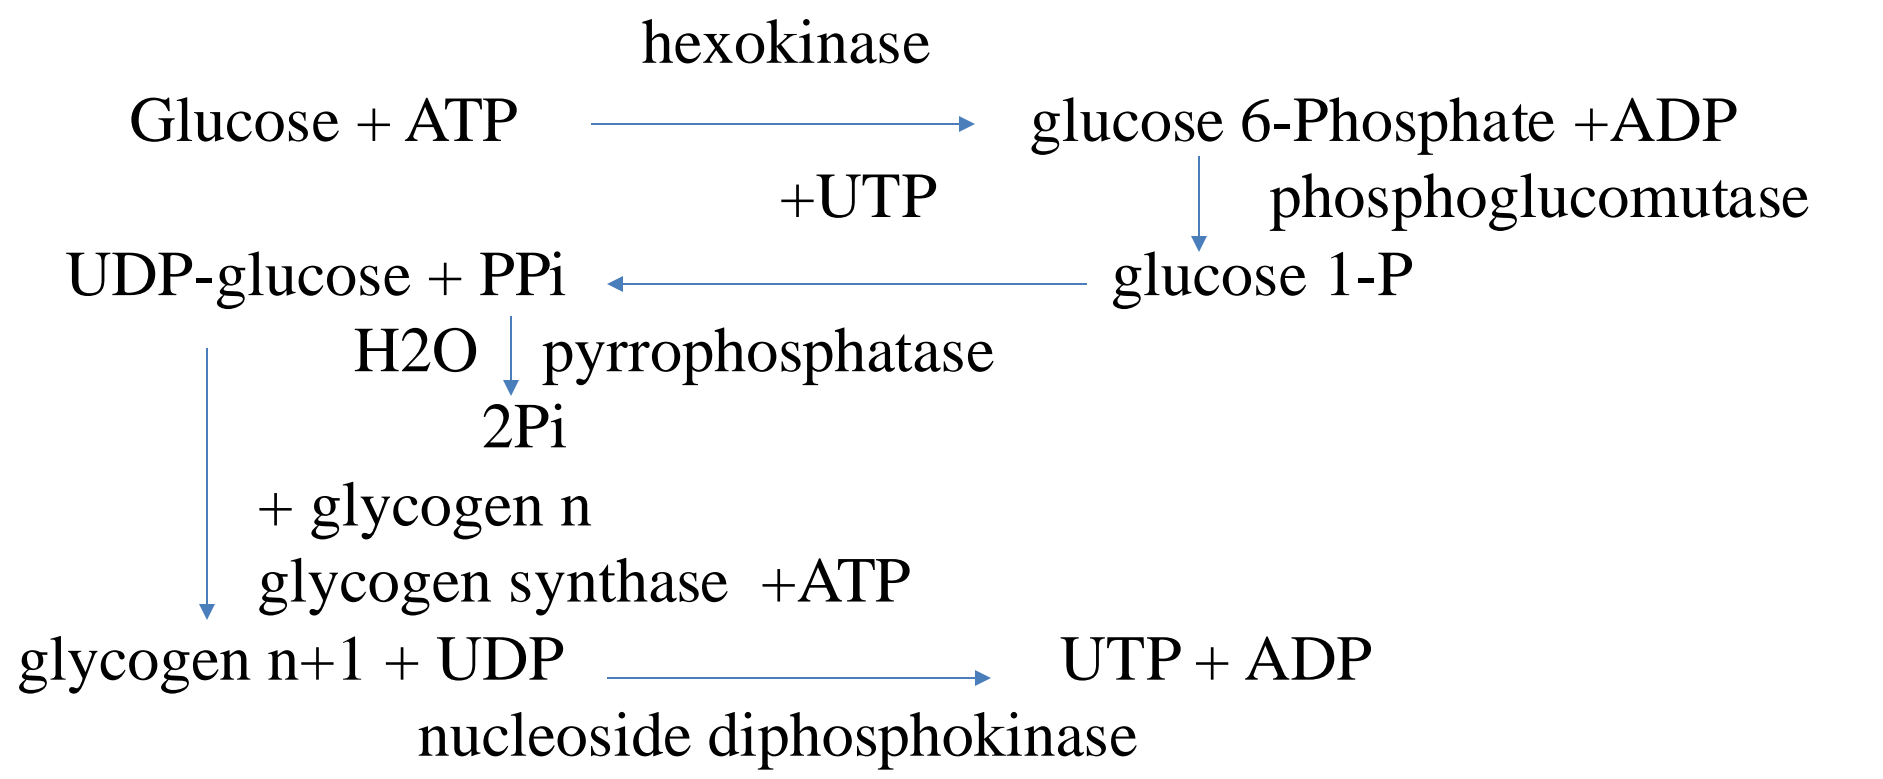 hexokinase
Glucose + ATP glucose 6-Phosphate +ADP
+UTP phosphoglucomutase
UDP-glucose + PPi glucose 1-P
H2O pyrrophosphatase
2Pi
+ glycogen n
glycogen synthase +ATP
glycogen n+1 + UDP UTP + ADP
nucleoside diphosphokinase